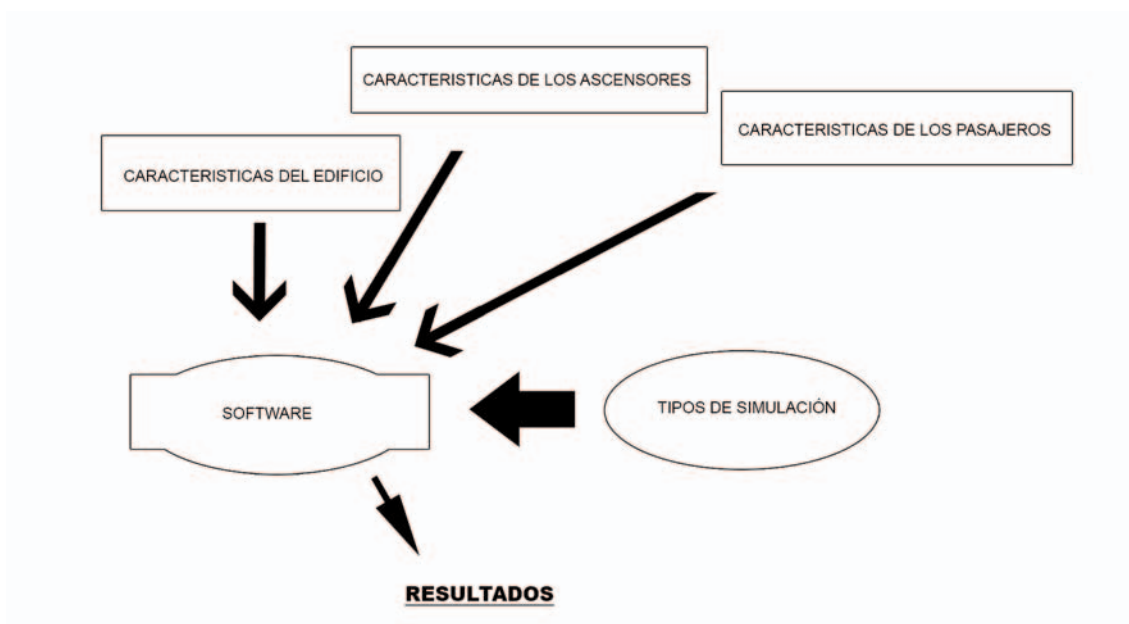 CARACTERISTICAS DE LOS ASCENSORES
CARACTERISTICAS DE LOS PASAJEROS
CARACTERISTICAS DEL EDIFICIO
SOFTWARE
TIPOS DE SIMULACIÓN
RESULTADOS